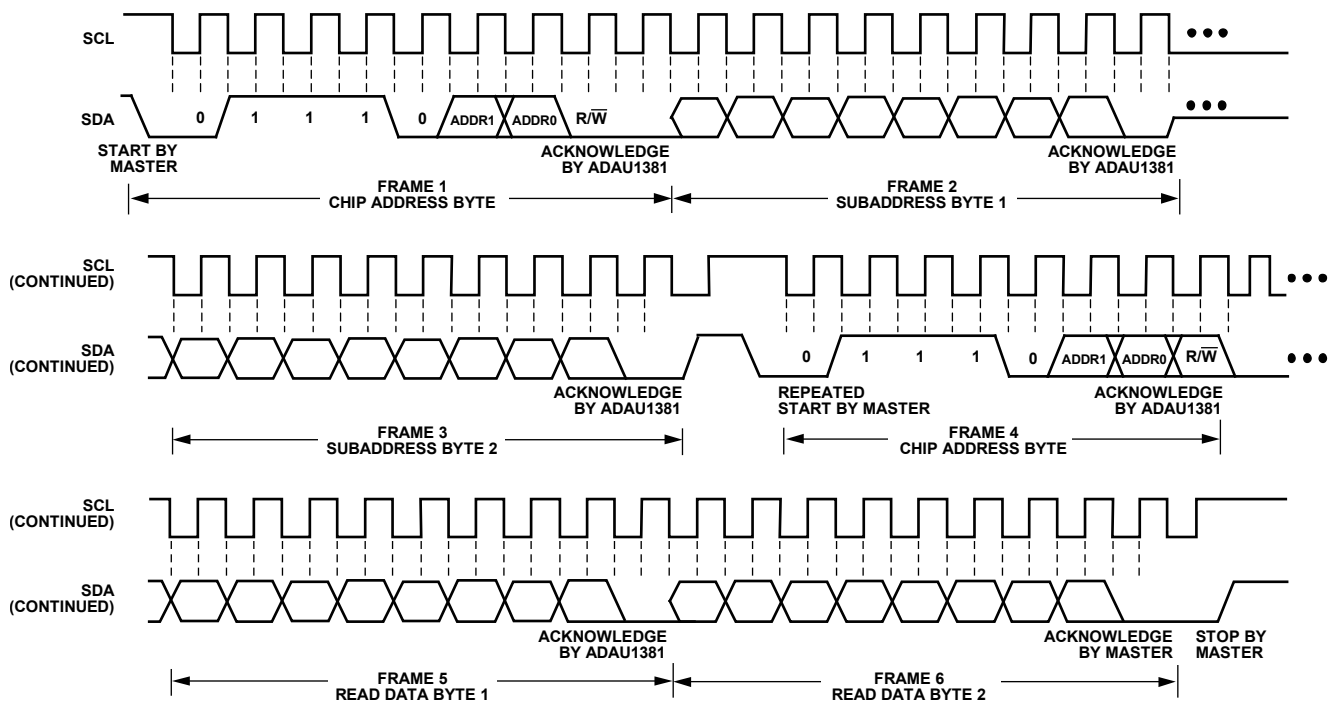 SCL
SDA
0 1 1 1 0 ADDR1 ADDR0 R/W̅
START BY
MASTER
ACKNOWLEDGE
BY ADAU1381
ACKNOWLEDGE
BY ADAU1381
FRAME 1
CHIP ADDRESS BYTE
FRAME 2
SUBADDRESS BYTE 1
SCL
(CONTINUED)
SDA
(CONTINUED)
0 1 1 1 0 ADDR1 ADDR0 R/W̅
ACKNOWLEDGE
BY ADAU1381
REPEATED
START BY MASTER
ACKNOWLEDGE
BY ADAU1381
FRAME 3
SUBADDRESS BYTE 2
FRAME 4
CHIP ADDRESS BYTE
SCL
(CONTINUED)
SDA
(CONTINUED)
ACKNOWLEDGE
BY ADAU1381
ACKNOWLEDGE
BY MASTER
STOP BY
MASTER
FRAME 5
READ DATA BYTE 1
FRAME 6
READ DATA BYTE 2